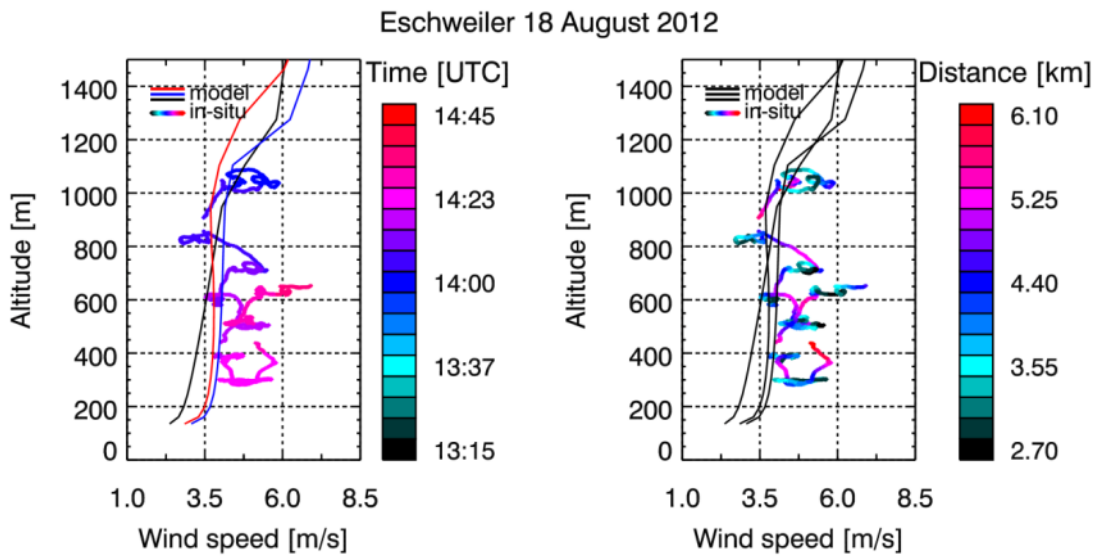 Eschweiler 18 August 2012
Time [UTC]
model
in-situ
14:45
14:23
14:00
13:37
13:15
1400
1200
1000
800
600
400
200
0
Altitude [m]
1.0 3.5 6.0 8.5
Wind speed [m/s]
Distance [km]
model
in-situ
6.10
5.25
4.40
3.55
2.70
1400
1200
1000
800
600
400
200
0
Altitude [m]
1.0 3.5 6.0 8.5
Wind speed [m/s]